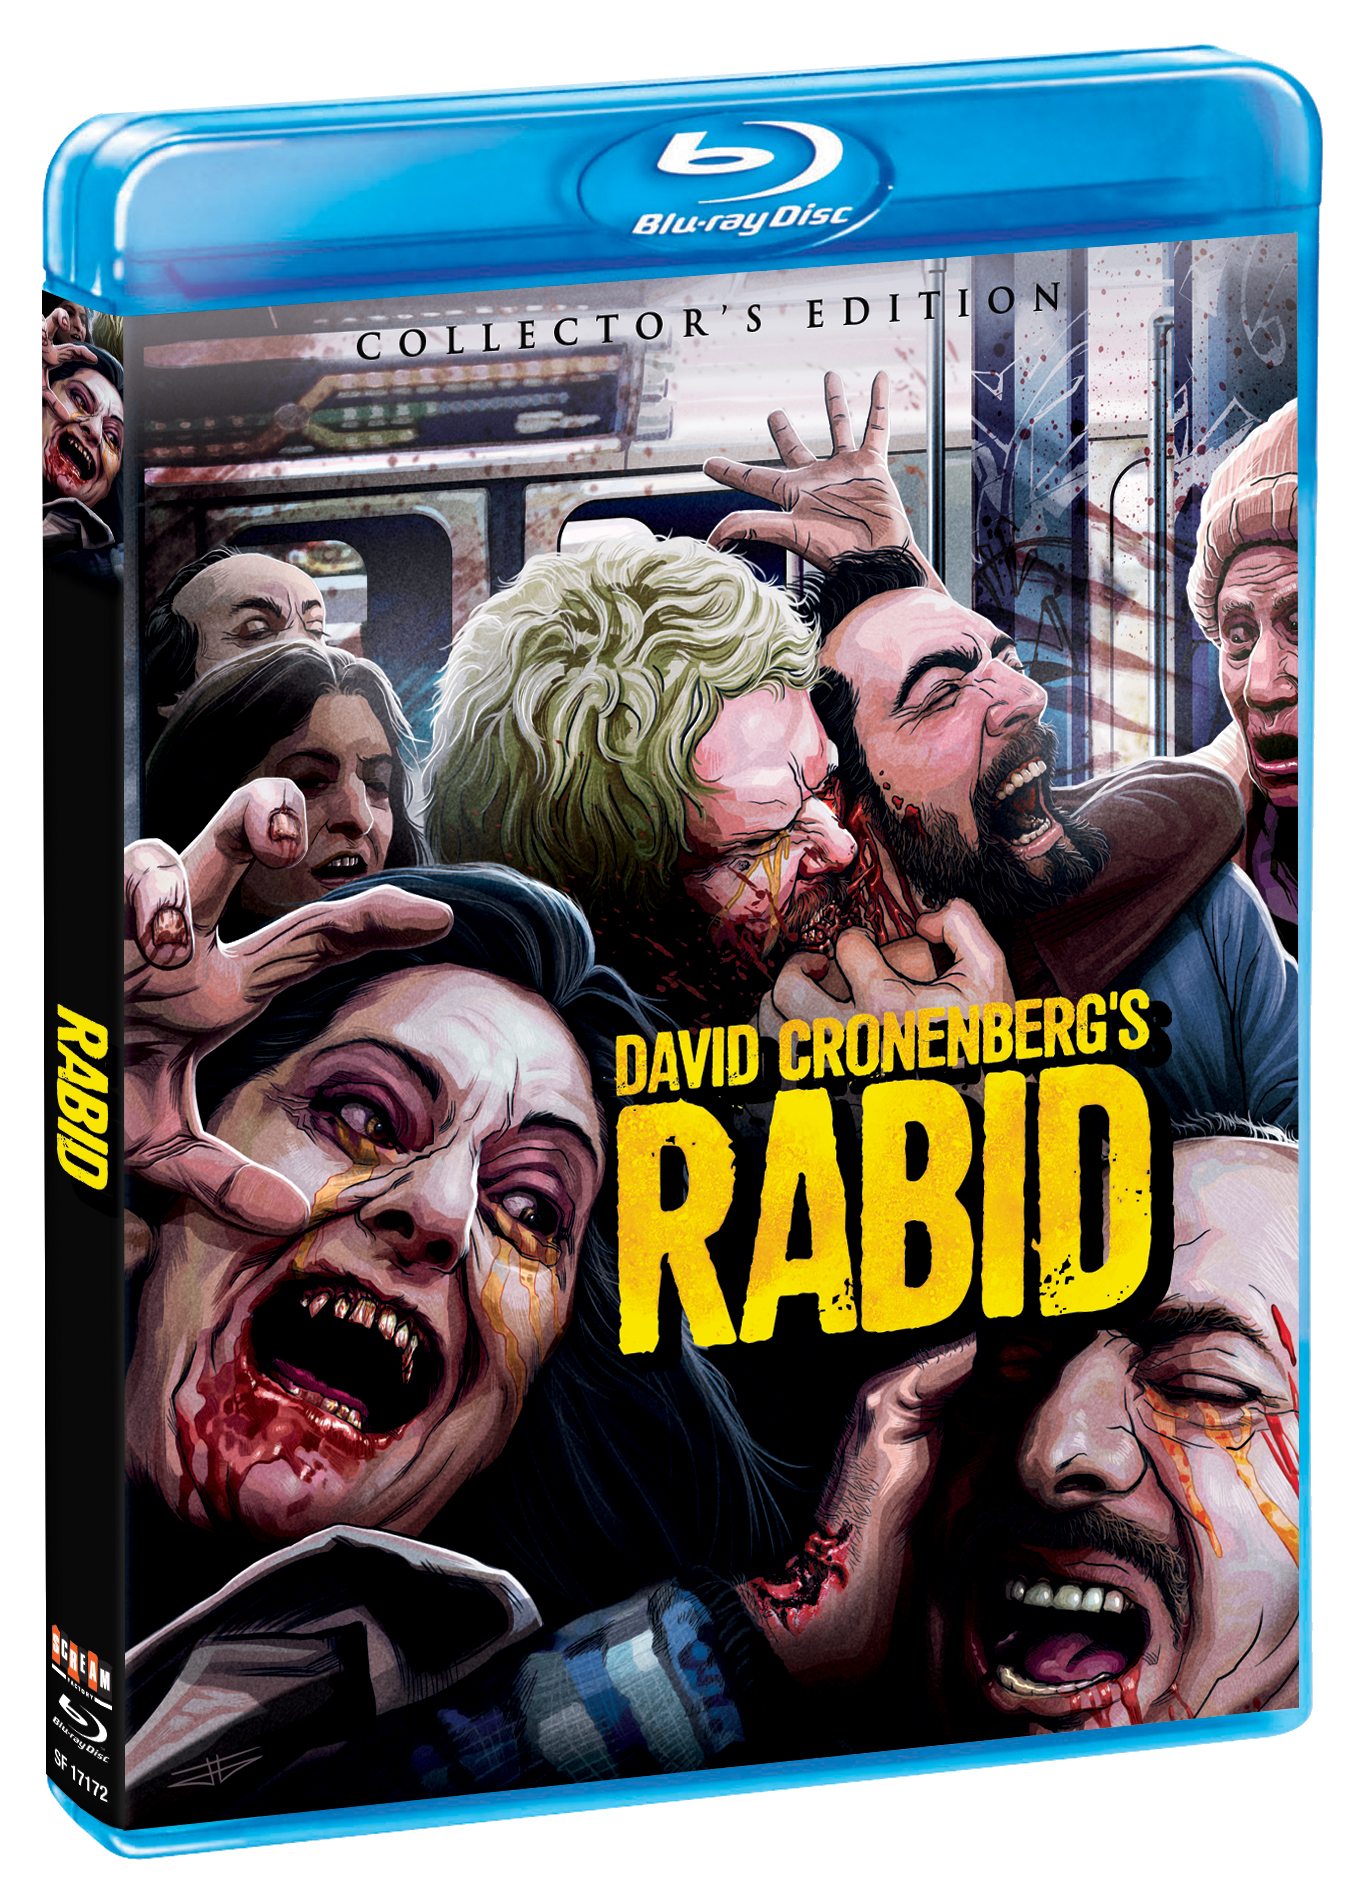 Blu-ray Disc
COLLECTOR'S EDITION
DAVID CRONENBERG'S
RABID
RABID
SCREAM
FACTORY
Blu-ray Disc
SF 17172